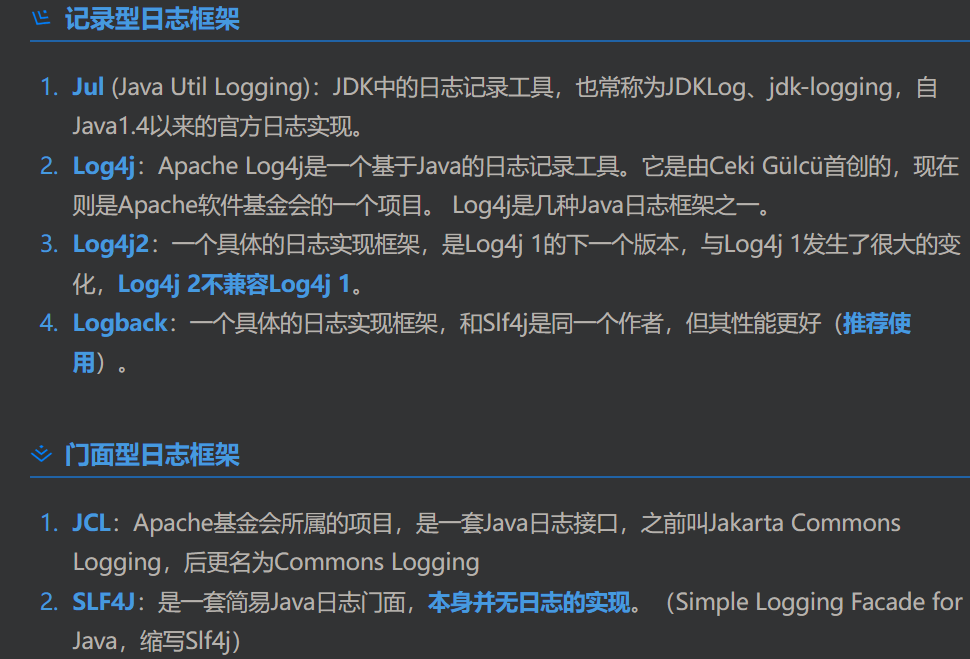 记录型日志框架
1. Jul (Java Util Logging)：JDK中的日志记录工具，也常称为JDKLog、jdk-logging，自
Java1.4以来的官方日志实现。
2. Log4j：Apache Log4j是一个基于Java的日志记录工具。它是由Ceki Gülcü首创的，现在
则是Apache软件基金会的一个项目。 Log4j是几种Java日志框架之一。
3. Log4j2：一个具体的日志实现框架，是Log4j 1的下一个版本，与Log4j 1发生了很大的变
化，Log4j 2不兼容Log4j 1。
4. Logback：一个具体的日志实现框架，和Slf4j是同一个作者，但其性能更好（推荐使
用）。
门面型日志框架
1. JCL：Apache基金会所属的项目，是一套Java日志接口，之前叫Jakarta Commons
Logging，后更名为Commons Logging
2. SLF4J：是一套简易Java日志门面，本身并无日志的实现。（Simple Logging Facade for
Java，缩写Slf4j）